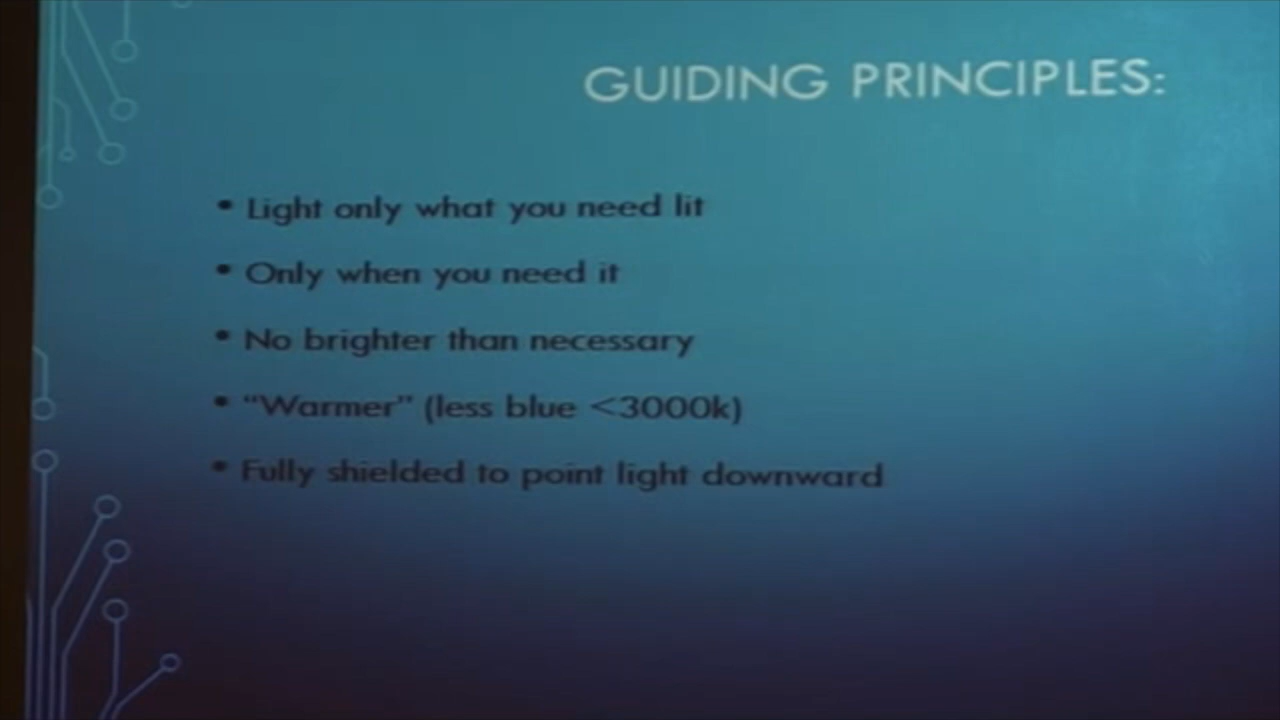 GUIDING PRINCIPLES:
• Light only what you need lit
• Only when you need it
• No brighter than necessary
• “Warmer” (less blue <3000k)
• Fully shielded to point light downward